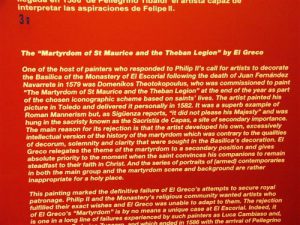 llegada en 1586 de Pellegrino Tibaldi el artista capaz de
interpretar las aspiraciones de Felipe II.
The "Martyrdom of St Maurice and the Theban Legion" by El Greco
One of the host of painters who responded to Philip II's call for artists to decorate
the Basilica of the Monastery of El Escorial following the death of Juan Fernández
Navarrete in 1579 was Domenikos Theotokopoulos, who was commissioned to paint
"The Martyrdom of St Maurice and the Theban Legion" at the end of the year as part
of the chosen iconographic scheme based on saints' lives. The artist painted his
picture in Toledo and delivered it personally in 1582. It was a superb example of
Roman Mannerism but, as Sigüenza reports, "it did not please his Majesty" and was
hung in the sacristy known as the Sacristía de Capas, a site of secondary importance.
The main reason for its rejection is that the artist developed his own, excessively
intellectual version of the history of the martyrdom which was contrary to the qualities
of decorum, solemnity and clarity that were sought in the Basilica's decoration. El
Greco relegates the theme of the martyrdom to a secondary position and gives
absolute priority to the moment when the saint convinces his companions to remain
steadfast to their faith in Christ. And the series of portraits of (armed) contemporaries
in both the main group and the martyrdom scene and background are rather
inappropriate for a holy place.
This painting marked the definitive failure of El Greco's attempts to secure royal
patronage. Philip II and the Monastery's religious community wanted artists who
fulfilled their exact wishes and El Greco was unable to adapt to them. The rejection
of El Greco's "Martyrdom" is by no means a unique case at El Escorial. Indeed, it
is one in a long line of failures experienced by such painters as Luca Cambiaso and,
and which ended in 1586 with the arrival of Pellegrino